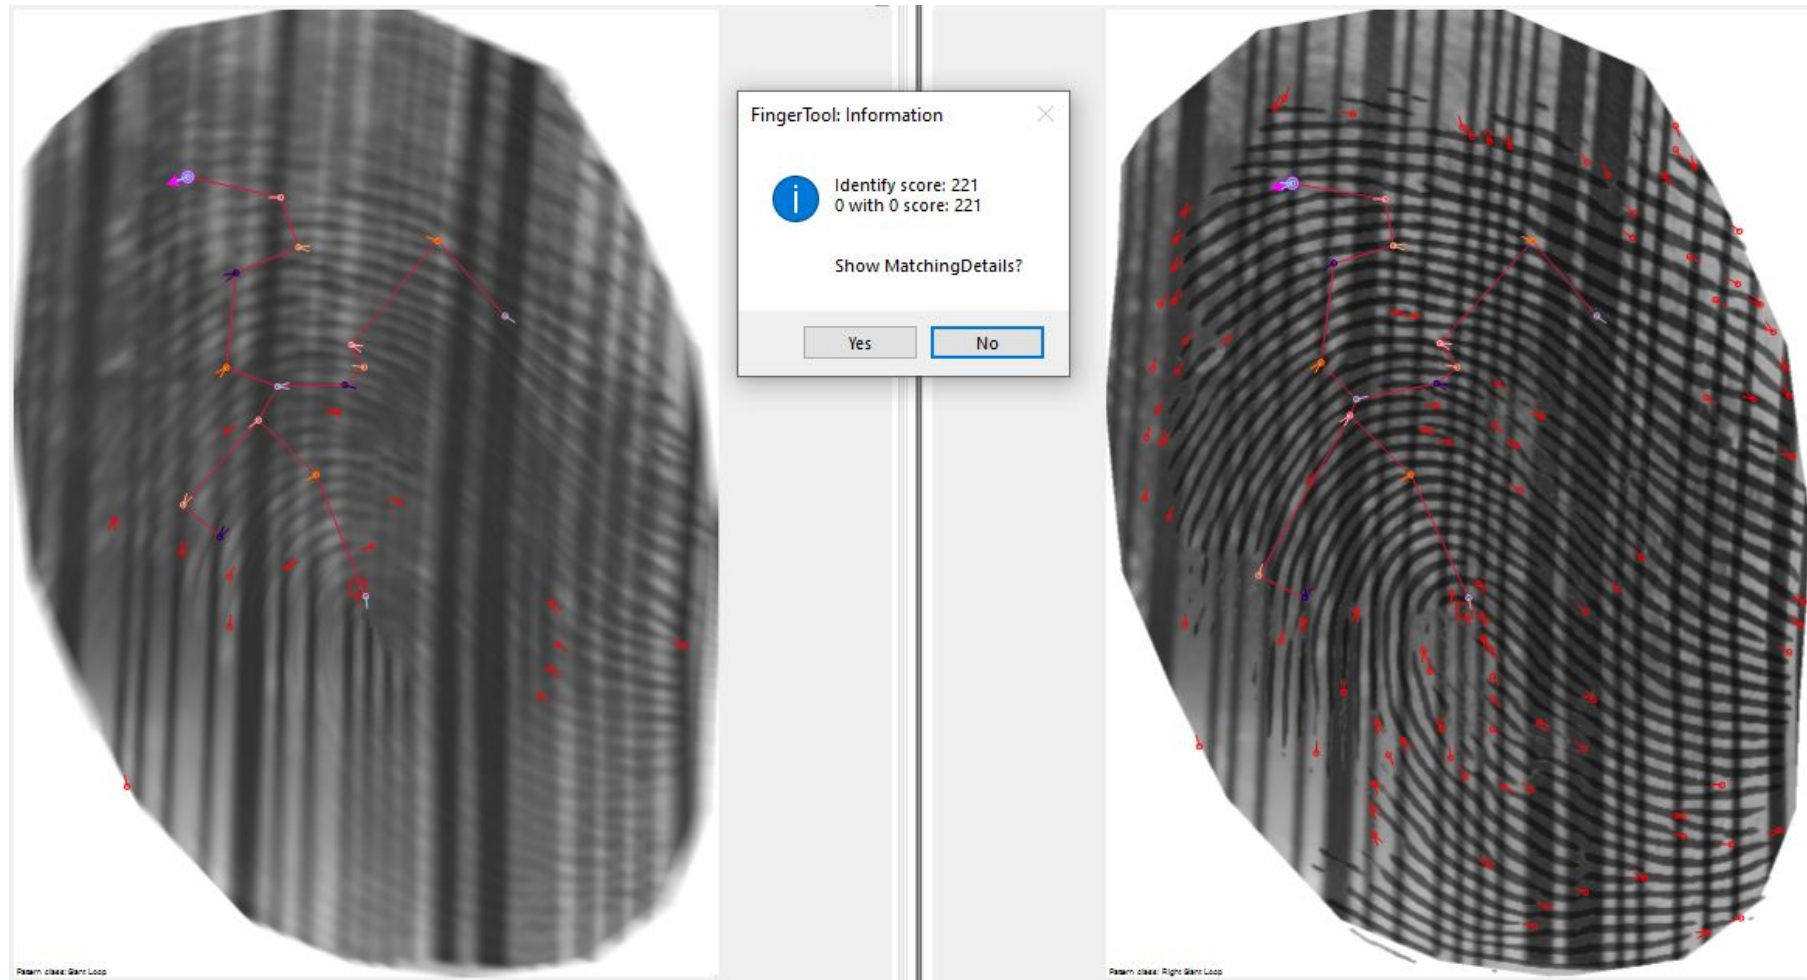 FingerTool: Information
Identify score: 221
0 with 0 score: 221
Show MatchingDetails?
Yes
No
Pattern class: Slant Loop
Pattern class: Right Slant Loop